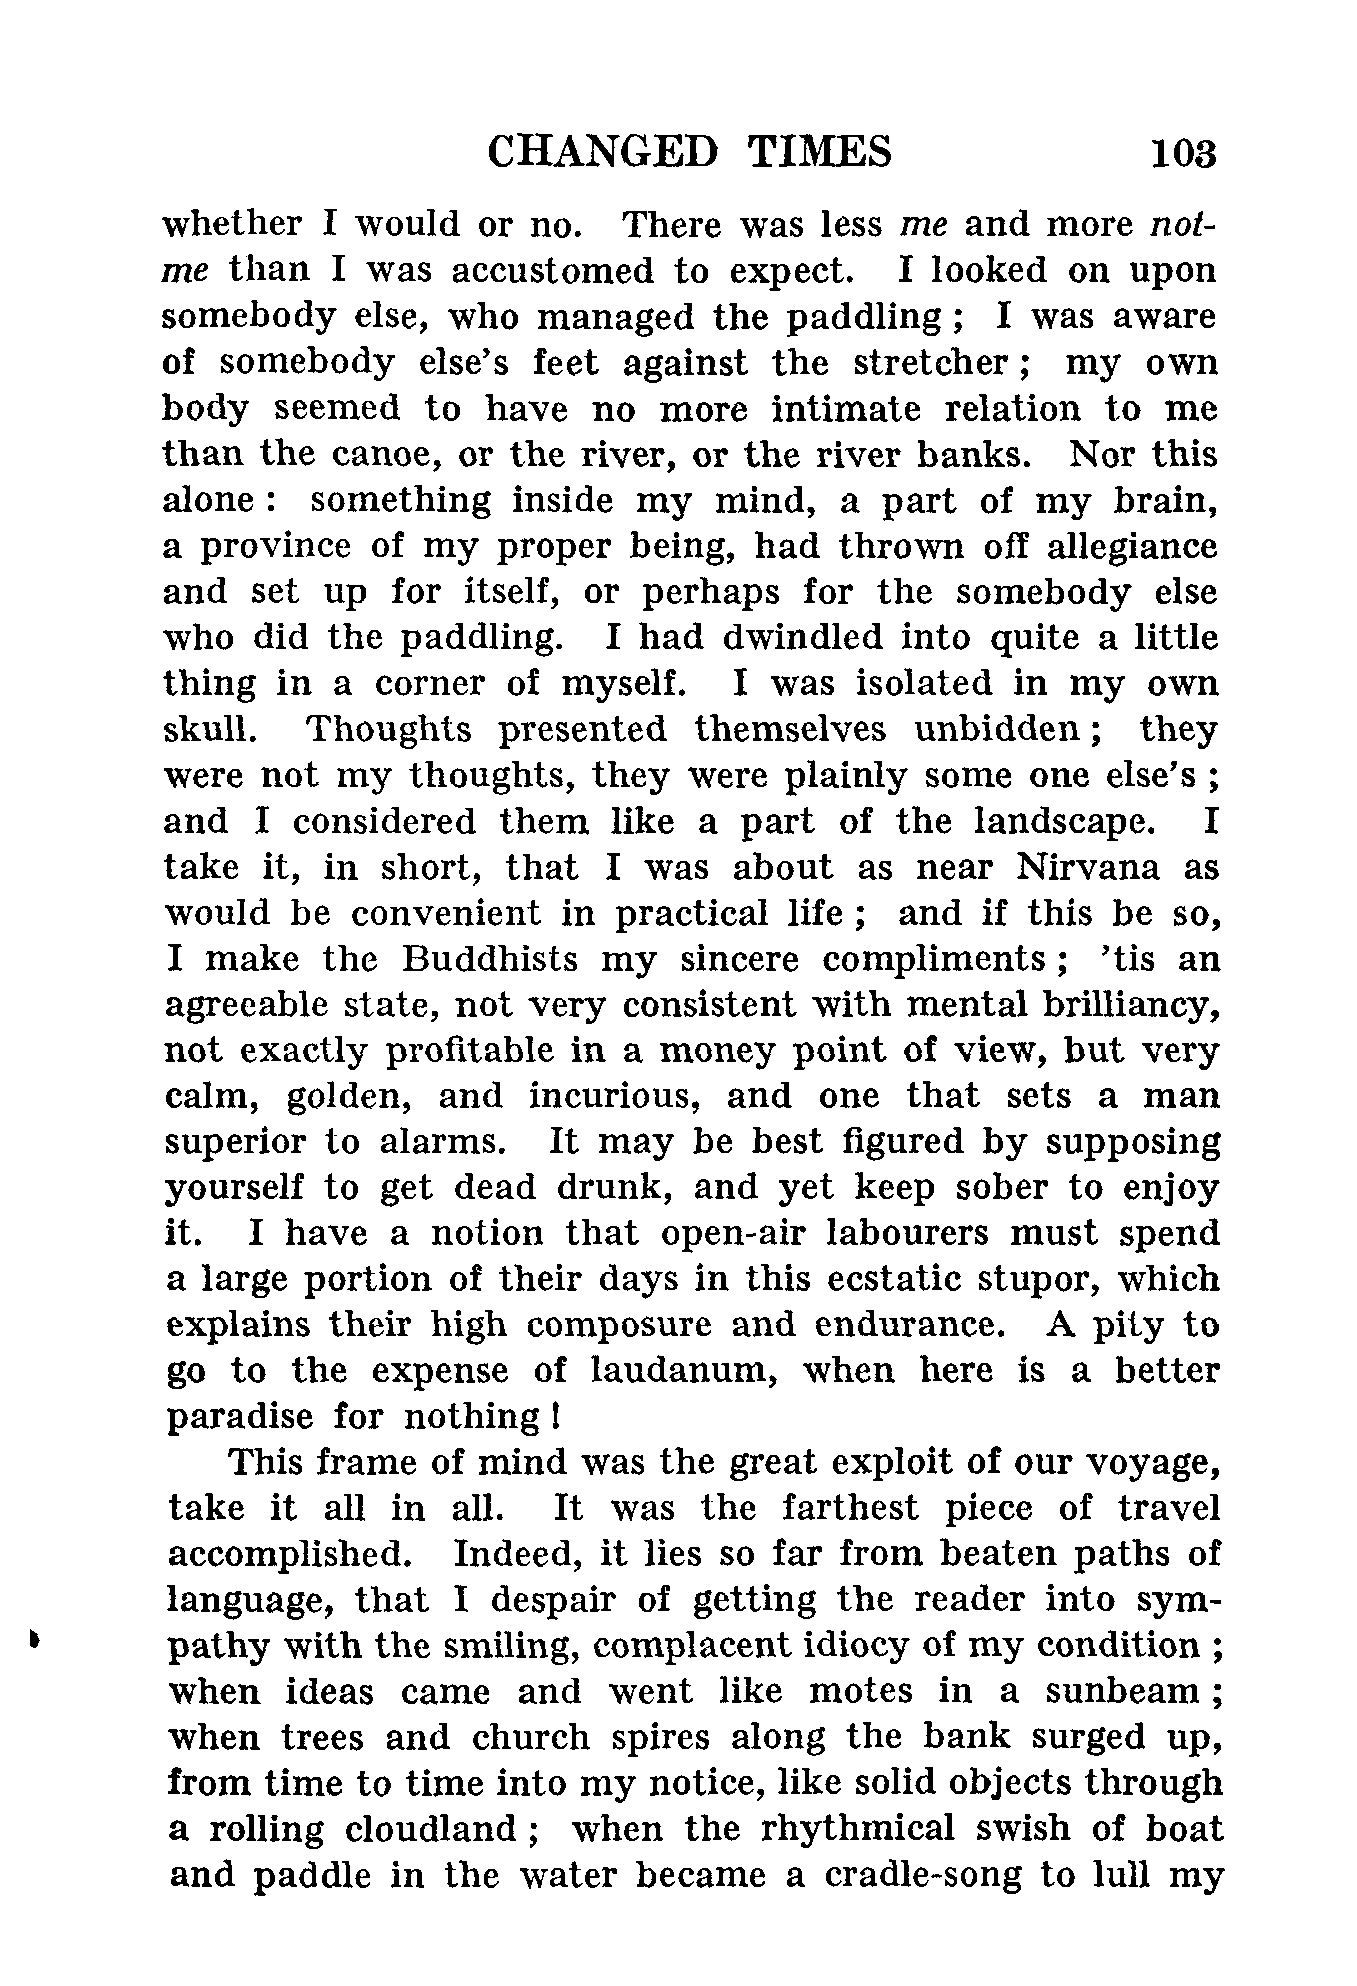 CHANGED TIMES 103
whether I would or no. There was less me and more not-
me than I was accustomed to expect. I looked on upon
somebody else, who managed the paddling ; I was aware
of somebody else's feet against the stretcher ; my own
body seemed to have no more intimate relation to me
than the canoe, or the river, or the river banks. Nor this
alone : something inside my mind, a part of my brain,
a province of my proper being, had thrown off allegiance
and set up for itself, or perhaps for the somebody else
who did the paddling. I had dwindled into quite a little
thing in a corner of myself. I was isolated in my own
skull. Thoughts presented themselves unbidden ; they
were not my thoughts, they were plainly some one else's ;
and I considered them like a part of the landscape. I
take it, in short, that I was about as near Nirvana as
would be convenient in practical life ; and if this be so,
I make the Buddhists my sincere compliments ; 'tis an
agreeable state, not very consistent with mental brilliancy,
not exactly profitable in a money point of view, but very
calm, golden, and incurious, and one that sets a man
superior to alarms. It may be best figured by supposing
yourself to get dead drunk, and yet keep sober to enjoy
it. I have a notion that open-air labourers must spend
a large portion of their days in this ecstatic stupor, which
explains their high composure and endurance. A pity to
go to the expense of laudanum, when here is a better
paradise for nothing !
This frame of mind was the great exploit of our voyage,
take it all in all. It was the farthest piece of travel
accomplished. Indeed, it lies so far from beaten paths of
language, that I despair of getting the reader into sym-
pathy with the smiling, complacent idiocy of my condition ;
when ideas came and went like motes in a sunbeam ;
when trees and church spires along the bank surged up,
from time to time into my notice, like solid objects through
a rolling cloudland ; when the rhythmical swish of boat
and paddle in the water became a cradle-song to lull my